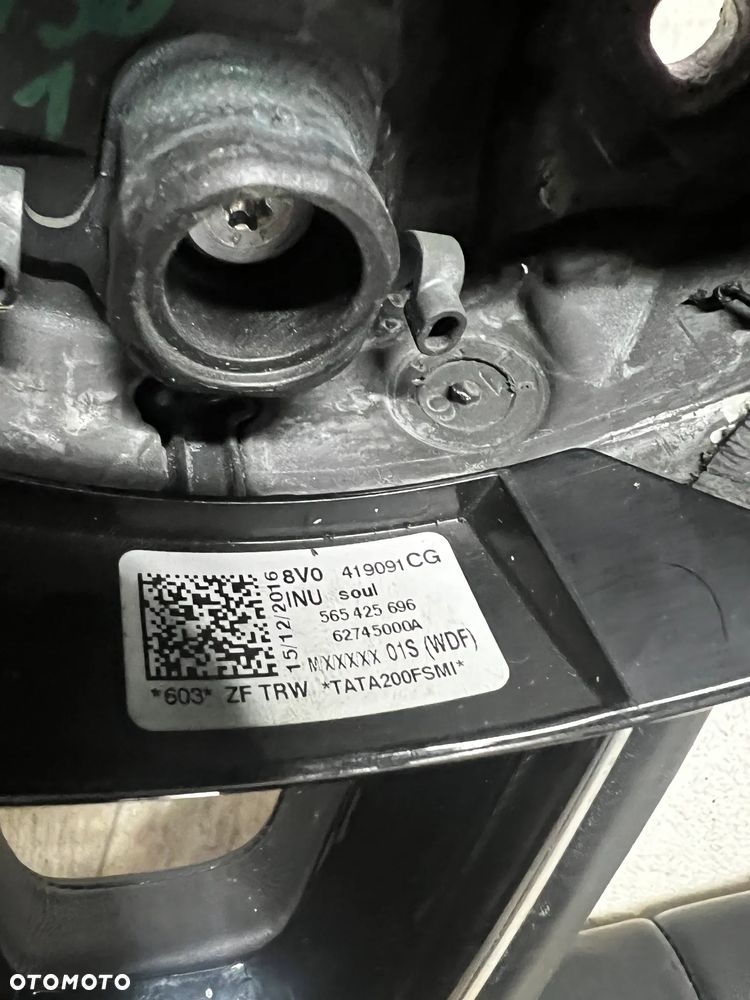 1
8V0 419091CG
INU soul
565 425 696
62745000A
MXXXXX 01S (WDF)
15/12/2016
*603* ZF TRW *TATA200FSMI*
OTOMOTO